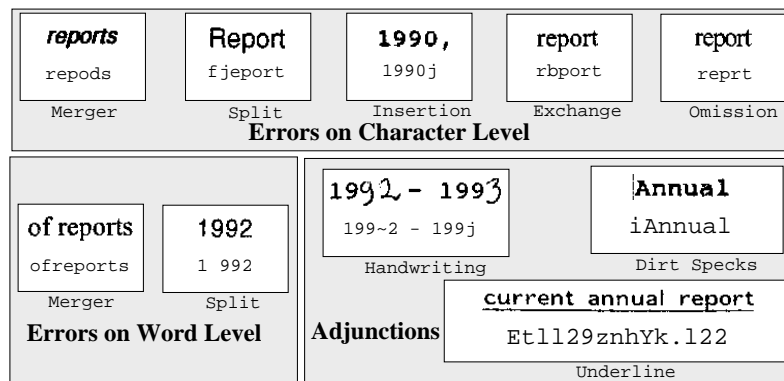 reports Report 1990, report report
repods fjeport 1990j rbport reprt
Merger Split Insertion Exchange Omission
Errors on Character Level
of reports 1992
ofreports 1 992
Merger Split
Errors on Word Level
1992 - 1993 Annual
199~2 - 199j iAnnual
Handwriting Dirt Specks
current annual report
Etll29znhYk.l22
Underline
Adjunctions